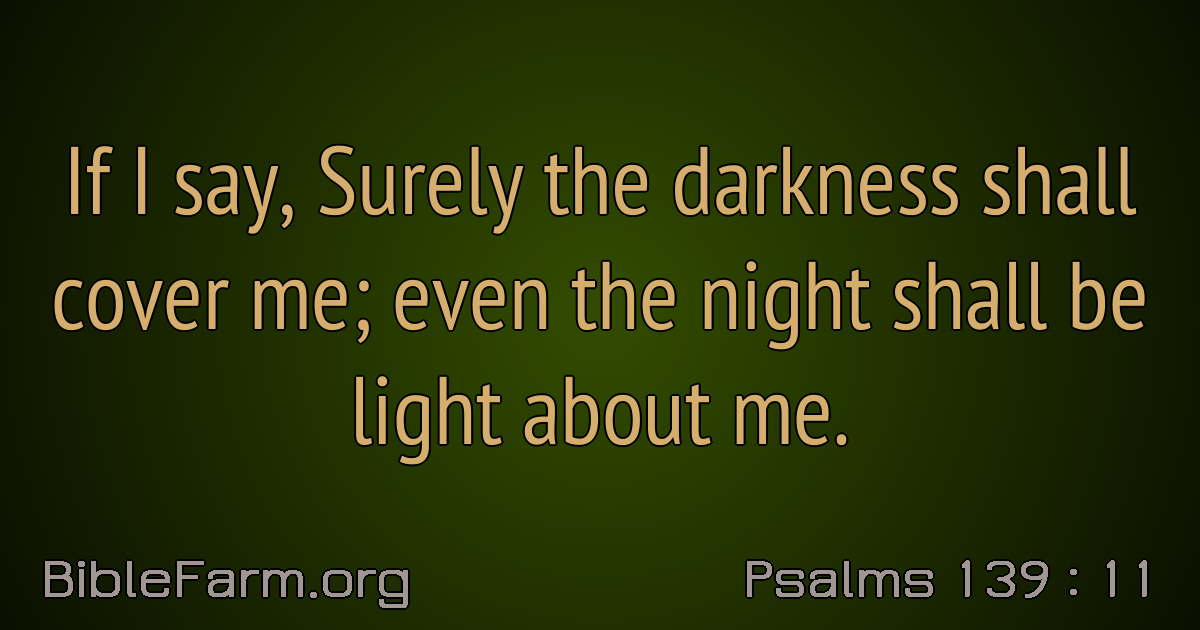 If I say, Surely the darkness shall
cover me; even the night shall be
light about me.
BibleFarm.org
Psalms 139 : 11